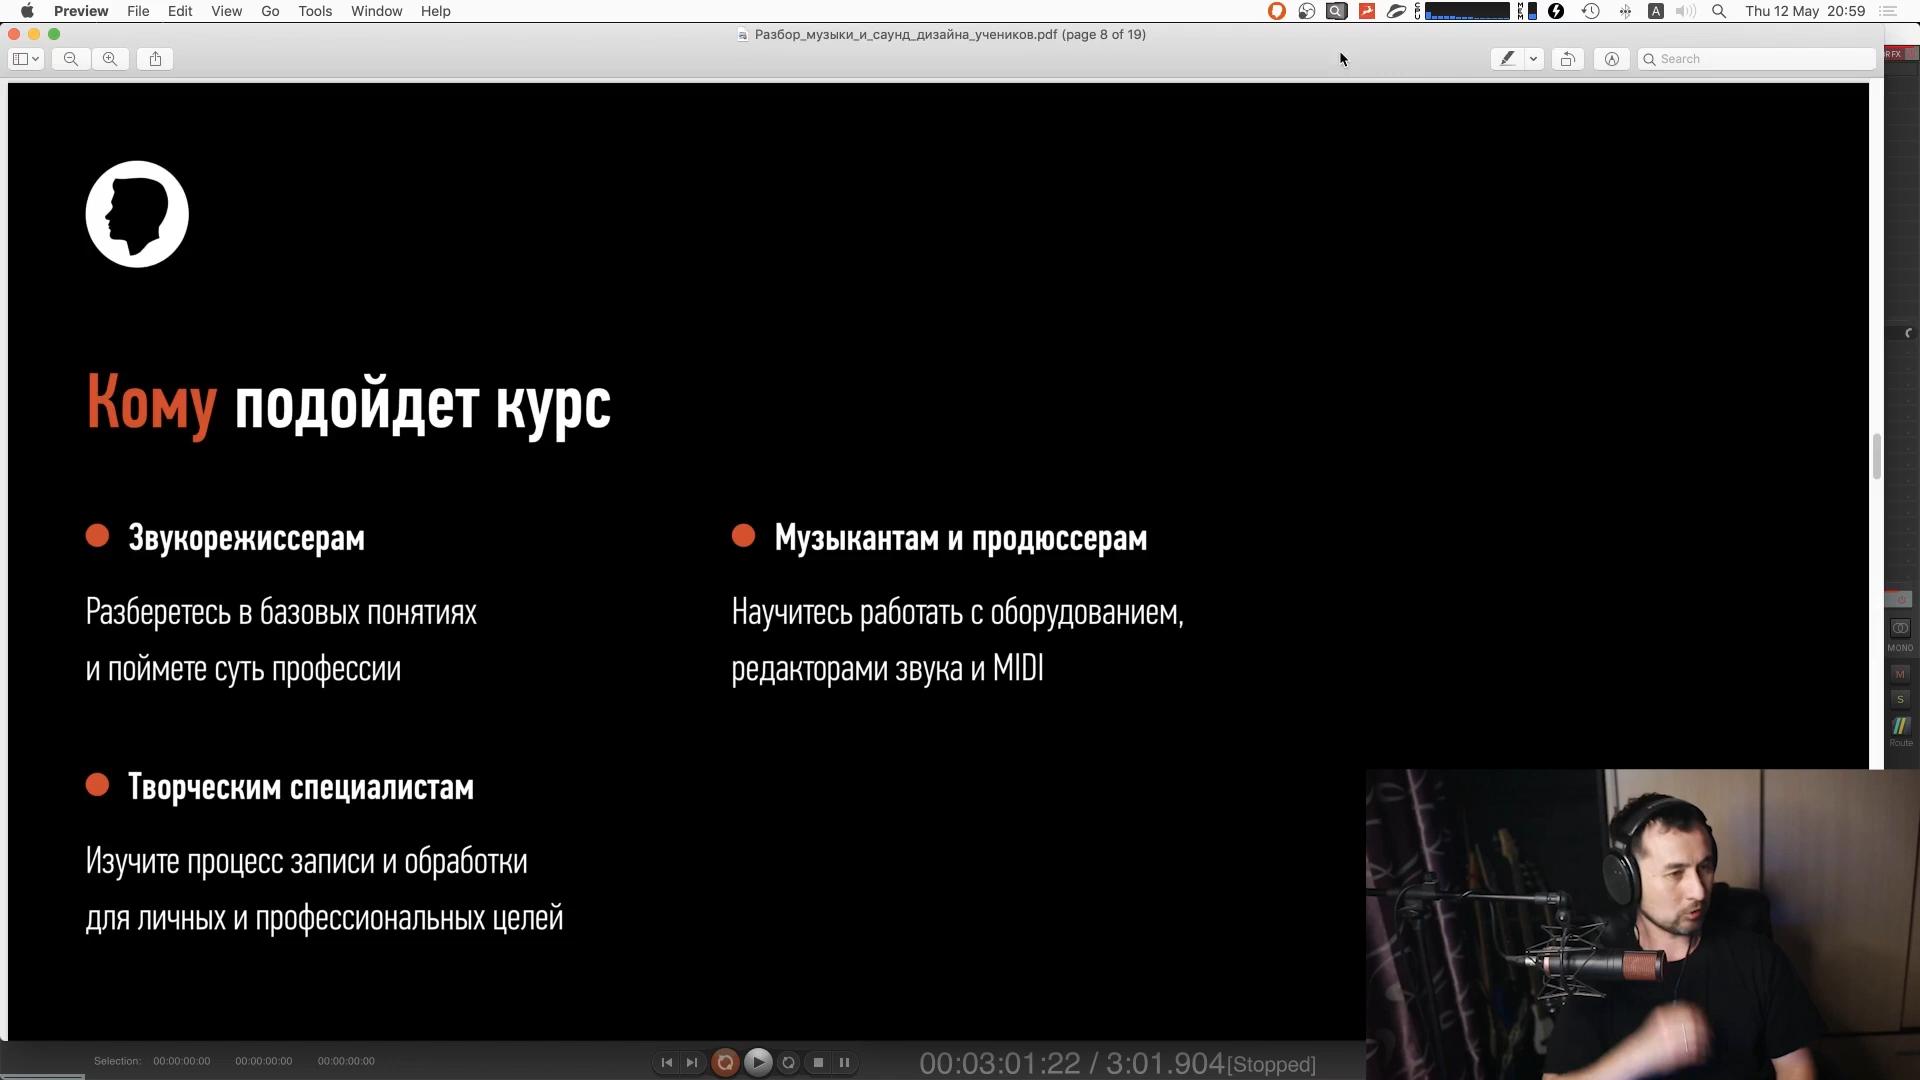 Preview File Edit View Go Tools Window Help
A Thu 12 May 20:59
Разбор_музыки_и_саунд_дизайна_учеников.pdf (page 8 of 19)
Search
Кому подойдет курс
Звукорежиссерам
Разберетесь в базовых понятиях
и поймете суть профессии
Музыкантам и продюссерам
Научитесь работать с оборудованием,
редакторами звука и MIDI
Творческим специалистам
Изучите процесс записи и обработки
для личных и профессиональных целей
MONO
M
S
Route
Selection: 00:00:00:00 00:00:00:00 00:00:00:00
00:03:01:22 / 3:01.904 [Stopped]